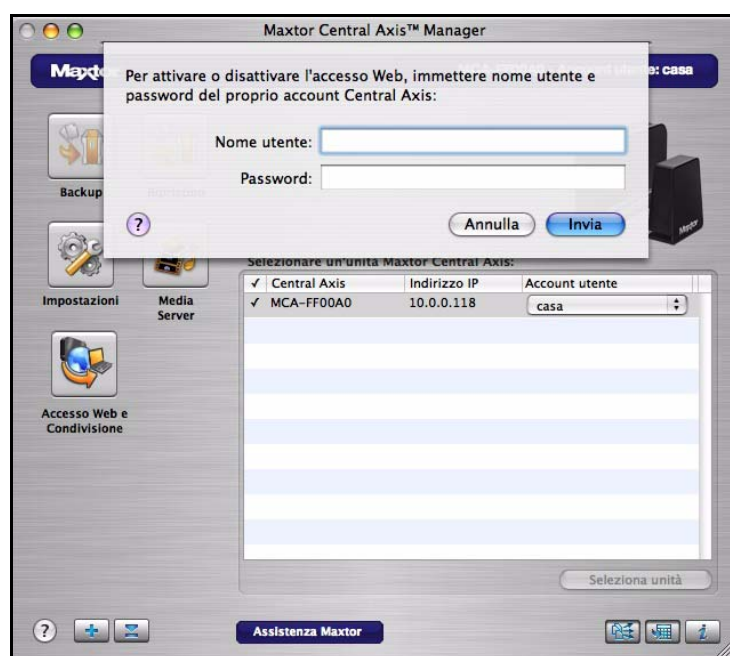 Maxtor Central Axis™ Manager
Maxto
e: casa
Per attivare o disattivare l'accesso Web, immettere nome utente e
password del proprio account Central Axis:
Nome utente:
Password:
?
Annulla
Invia
Backup
Maxtor
Selezionare un'unità Maxtor Central Axis:
Impostazioni
Media
Server
✓ Central Axis Indirizzo IP Account utente
✓ MCA-FF00A0 10.0.0.118 casa
Accesso Web e
Condivisione
Seleziona unità
?
Assistenza Maxtor
i